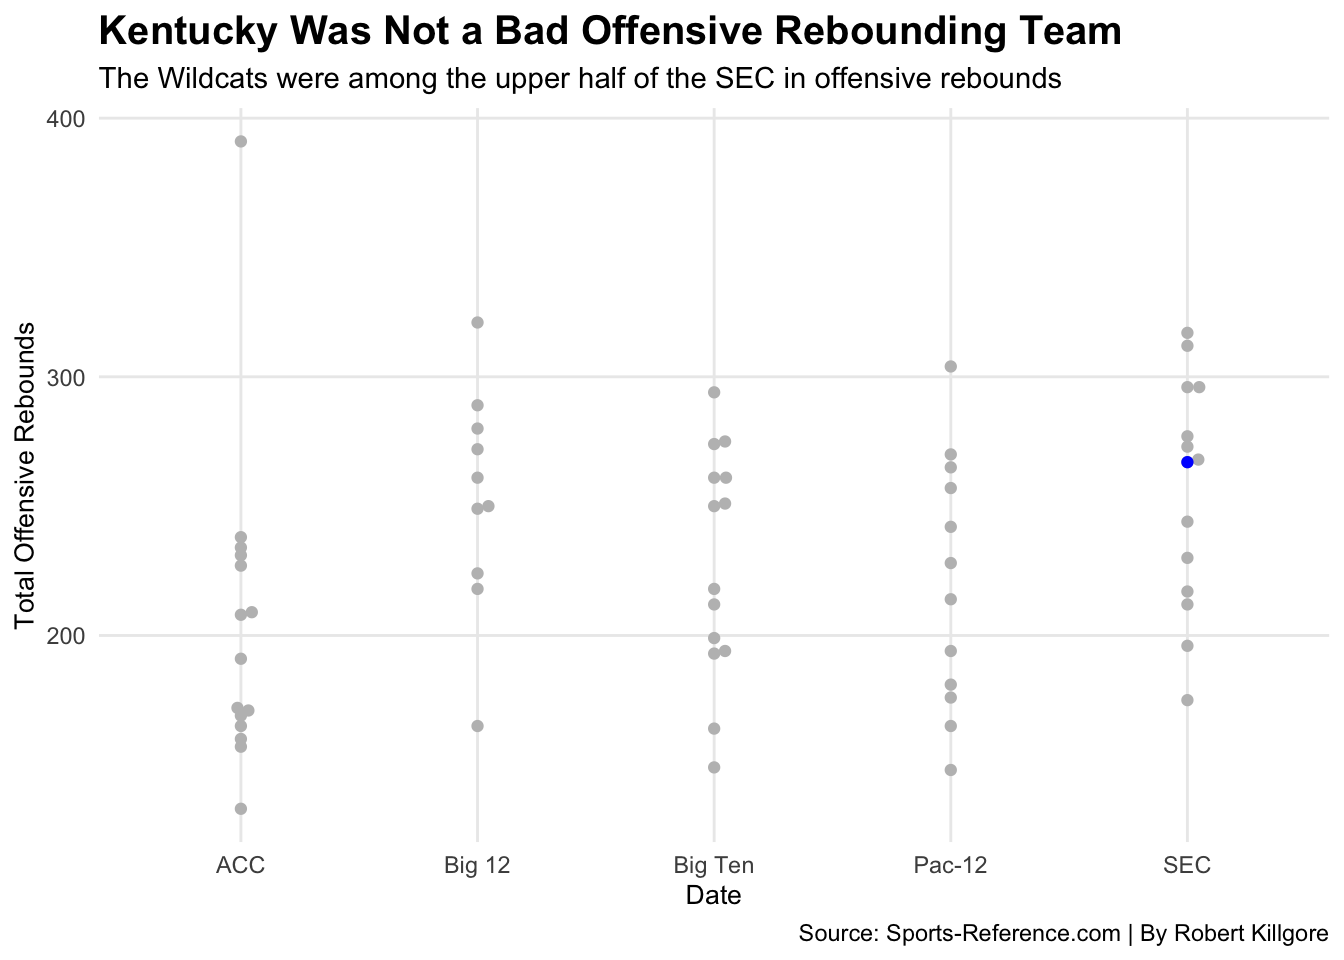 Kentucky Was Not a Bad Offensive Rebounding Team
The Wildcats were among the upper half of the SEC in offensive rebounds
Total Offensive Rebounds
400
300
200
ACC Big 12 Big Ten Pac-12 SEC
Date
Source: Sports-Reference.com | By Robert Killgore